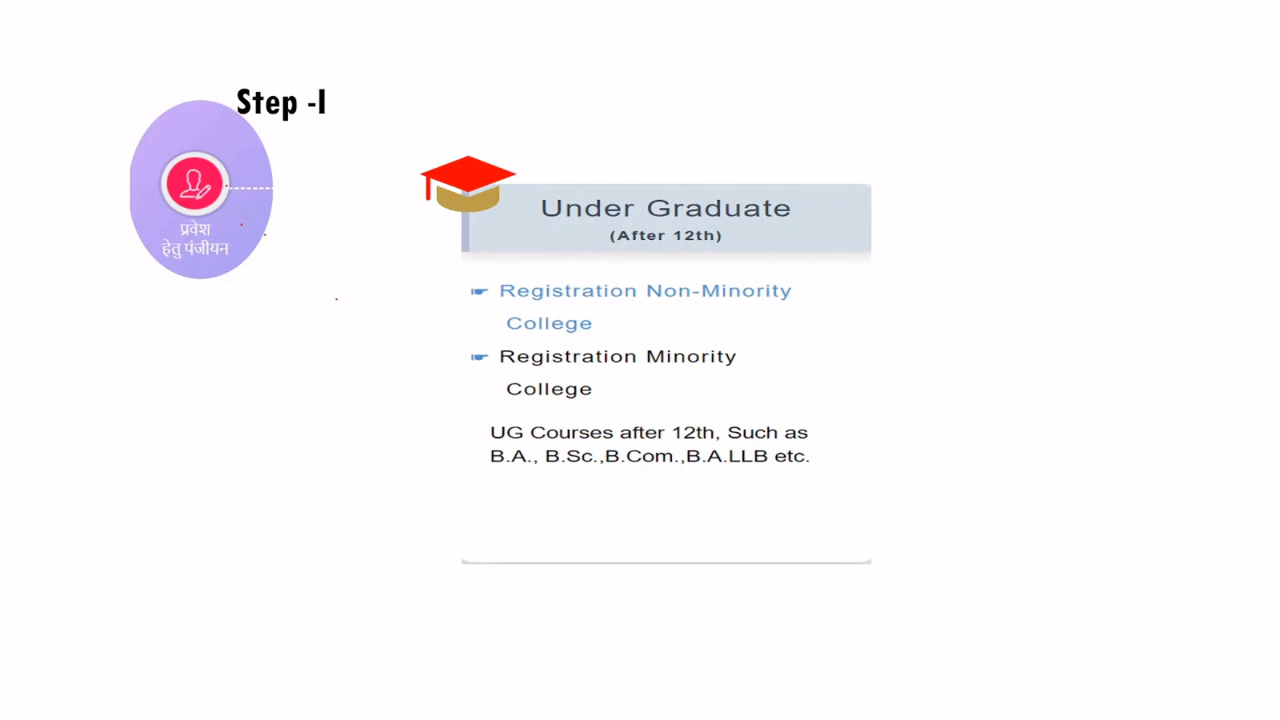 Step -I
प्रवेश
हेतु पंजीयन
Under Graduate
(After 12th)
Registration Non-Minority
College
Registration Minority
College
UG Courses after 12th, Such as
B.A., B.Sc.,B.Com.,B.A.LLB etc.